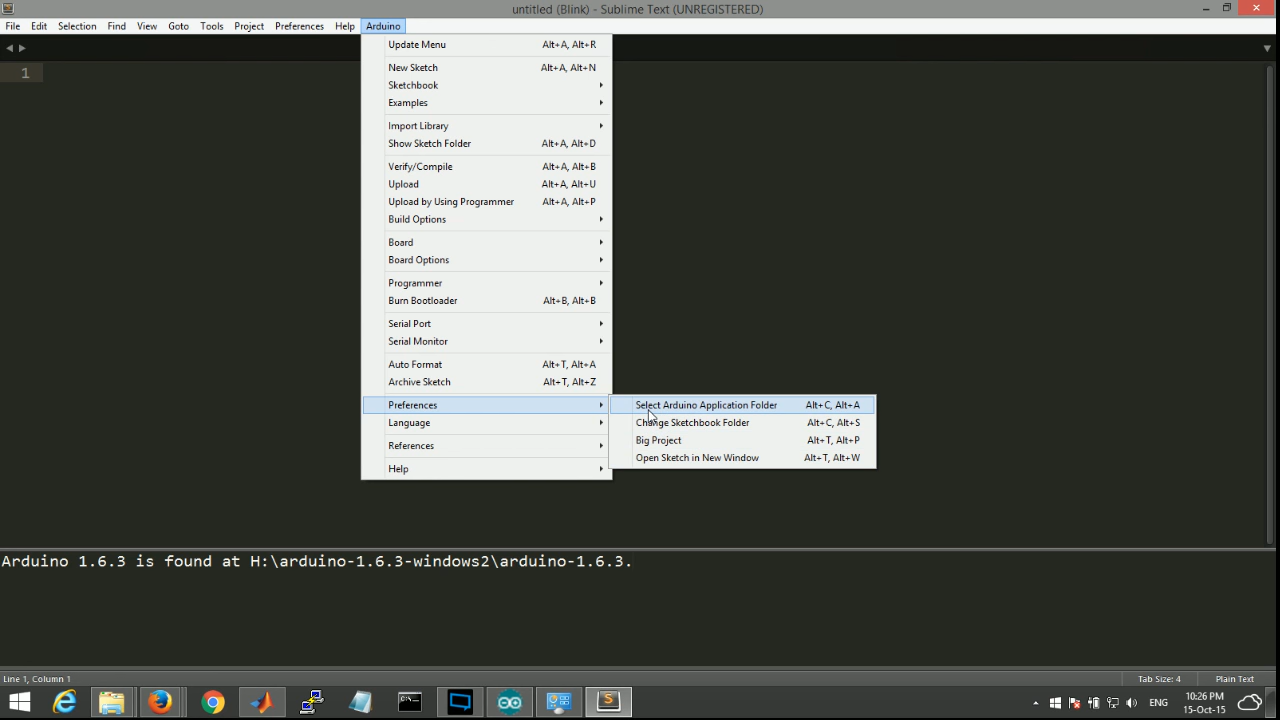 untitled (Blink) - Sublime Text (UNREGISTERED)
File Edit Selection Find View Goto Tools Project Preferences Help Arduino
Update Menu Alt+A, Alt+R
1
New Sketch Alt+A, Alt+N
Sketchbook
Examples
Import Library
Show Sketch Folder Alt+A, Alt+D
Verify/Compile Alt+A, Alt+B
Upload Alt+A, Alt+U
Upload by Using Programmer Alt+A, Alt+P
Build Options
Board
Board Options
Programmer
Burn Bootloader Alt+B, Alt+B
Serial Port
Serial Monitor
Auto Format Alt+T, Alt+A
Archive Sketch Alt+T, Alt+Z
Preferences
Language
References
Help
Select Arduino Application Folder Alt+C, Alt+A
Change Sketchbook Folder Alt+C, Alt+S
Big Project Alt+T, Alt+P
Open Sketch in New Window Alt+T, Alt+W
Arduino 1.6.3 is found at H:\arduino-1.6.3-windows2\arduino-1.6.3.
Line 1, Column 1 Tab Size: 4 Plain Text
ENG 10:26 PM
15-Oct-15